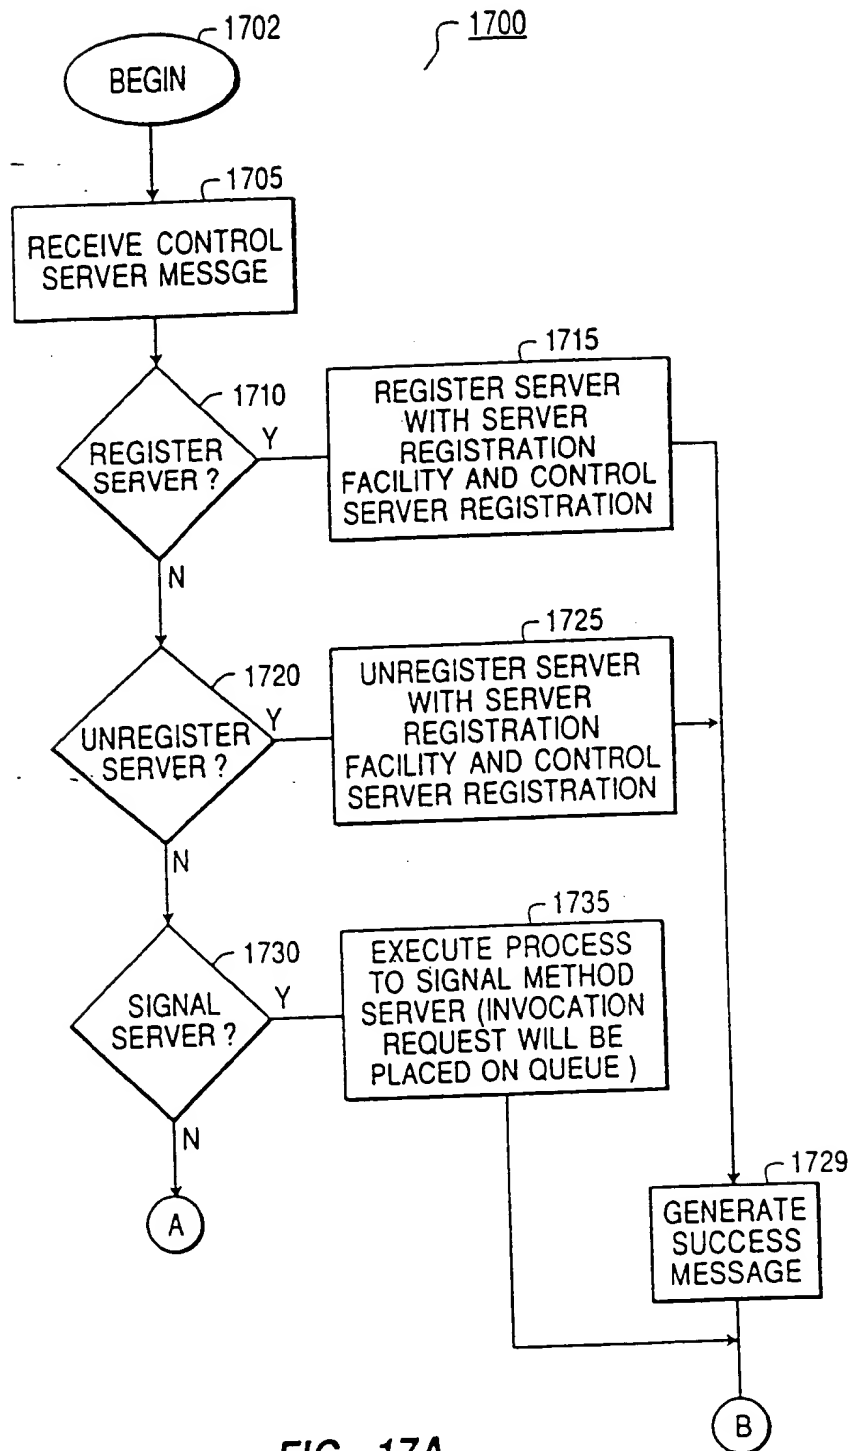 1702
1700
BEGIN
1705
RECEIVE CONTROL
SERVER MESSGE
1710
REGISTER
SERVER ?
Y
N
1715
REGISTER SERVER
WITH SERVER
REGISTRATION
FACILITY AND CONTROL
SERVER REGISTRATION
1720
UNREGISTER
SERVER ?
Y
N
1725
UNREGISTER SERVER
WITH SERVER
REGISTRATION
FACILITY AND CONTROL
SERVER REGISTRATION
1730
SIGNAL
SERVER ?
Y
N
1735
EXECUTE PROCESS
TO SIGNAL METHOD
SERVER (INVOCATION
REQUEST WILL BE
PLACED ON QUEUE )
A
1729
GENERATE
SUCCESS
MESSAGE
B
FIG. 17A